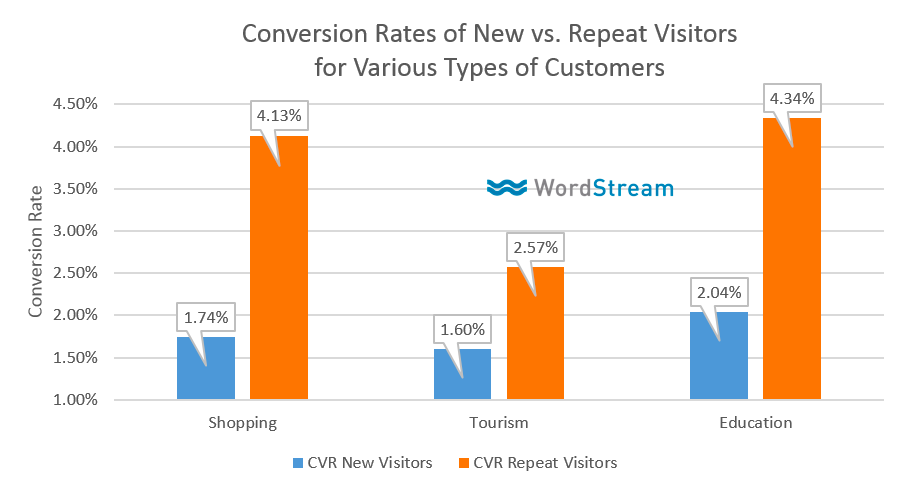 Conversion Rates of New vs. Repeat Visitors
for Various Types of Customers
Conversion Rate
4.50%
4.00%
3.50%
3.00%
2.50%
2.00%
1.50%
1.00%
1.74%
4.13%
1.60%
2.57%
2.04%
4.34%
WordStream
Shopping
Tourism
Education
CVR New Visitors
CVR Repeat Visitors